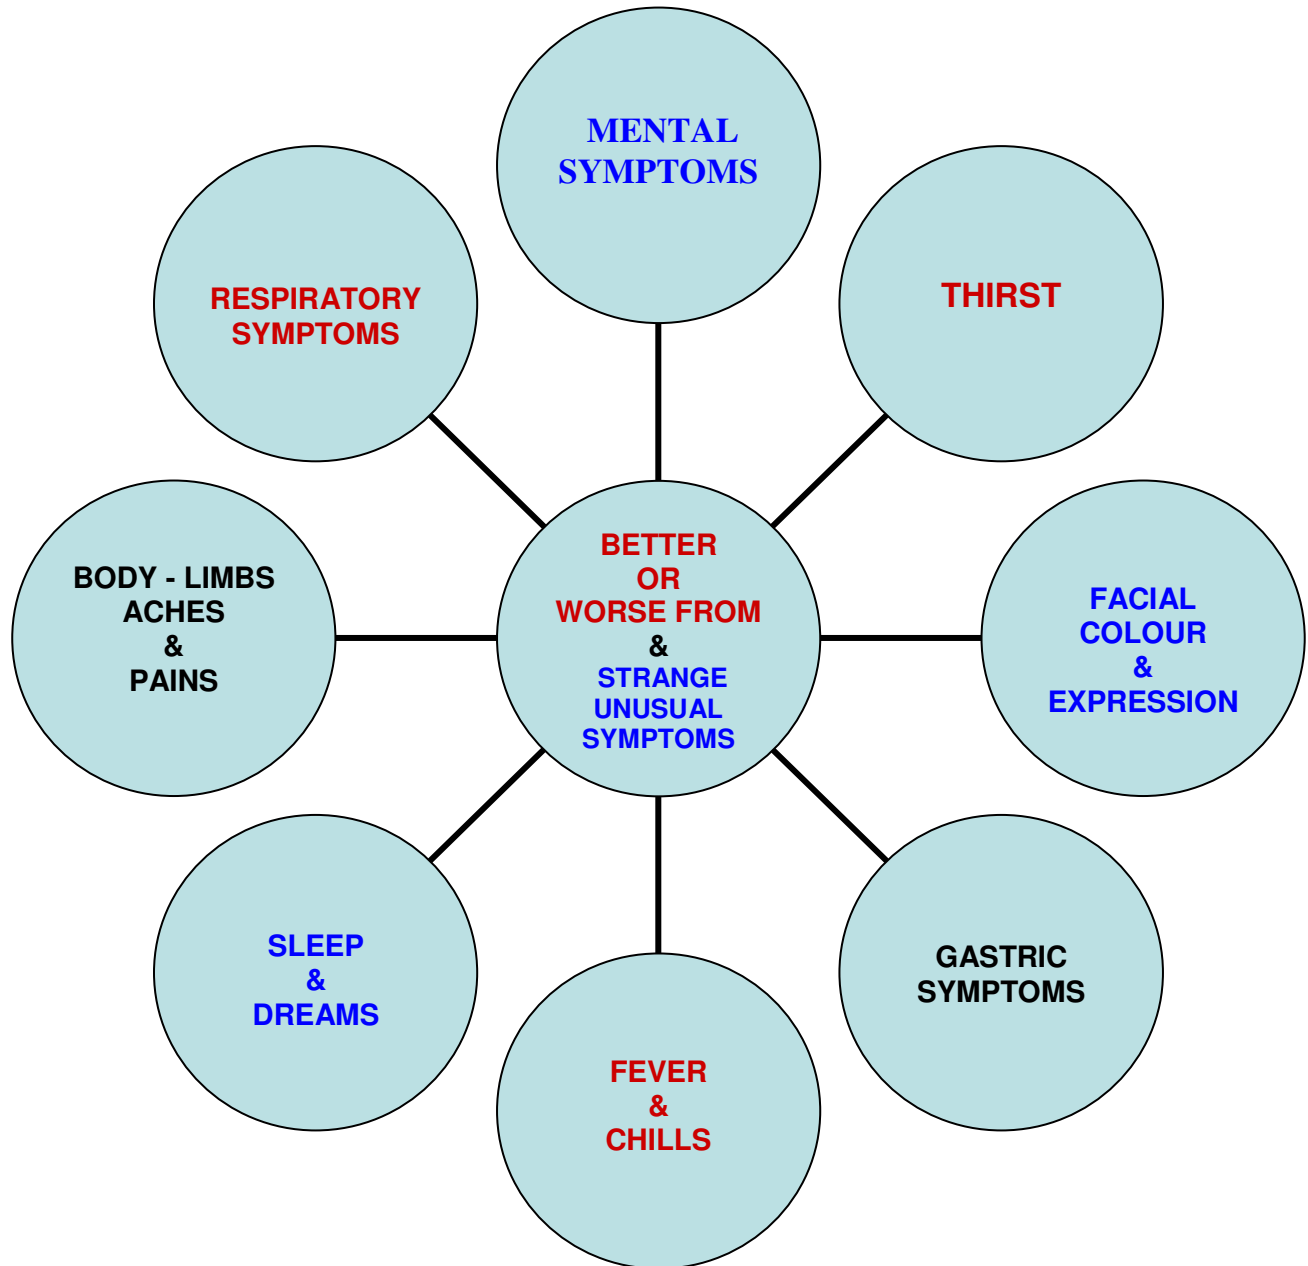 MENTAL
SYMPTOMS
THIRST
RESPIRATORY
SYMPTOMS
BETTER
OR
WORSE FROM
&
STRANGE
UNUSUAL
SYMPTOMS
BODY - LIMBS
ACHES
&
PAINS
FACIAL
COLOUR
&
EXPRESSION
SLEEP
&
DREAMS
GASTRIC
SYMPTOMS
FEVER
&
CHILLS